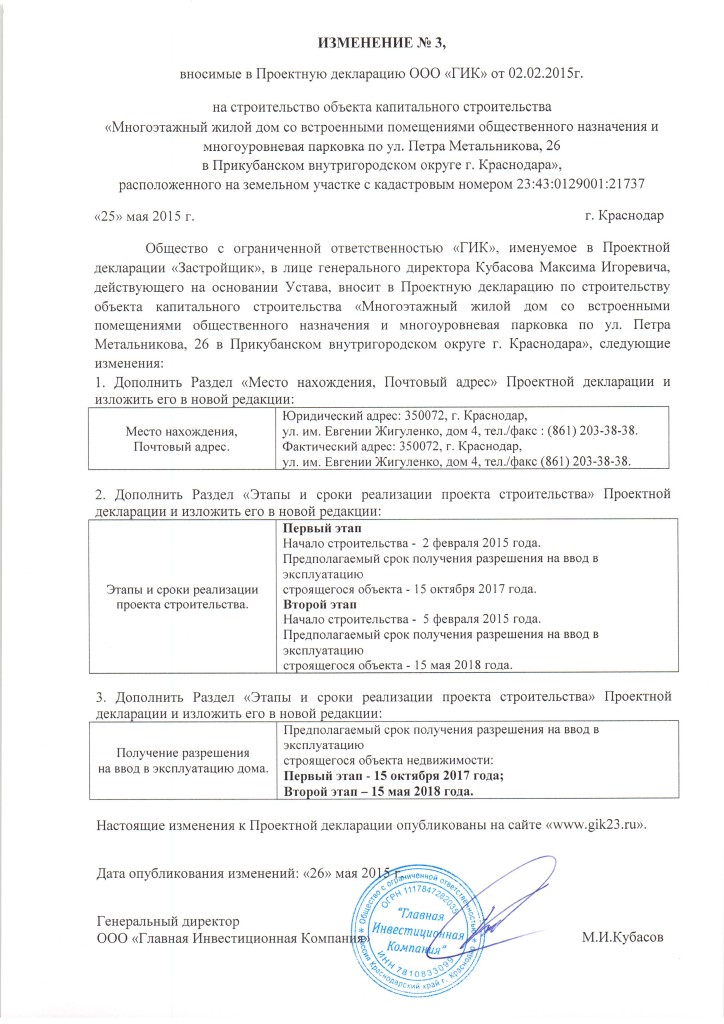 ИЗМЕНЕНИЕ № 3,
вносимые в Проектную декларацию ООО «ГИК» от 02.02.2015г.
на строительство объекта капитального строительства
«Многоэтажный жилой дом со встроенными помещениями общественного назначения и
многоуровневая парковка по ул. Петра Метальникова, 26
в Прикубанском внутригородском округе г. Краснодара»,
расположенного на земельном участке с кадастровым номером 23:43:0129001:21737
«25» мая 2015 г. г. Краснодар
Общество с ограниченной ответственностью «ГИК», именуемое в Проектной
декларации «Застройщик», в лице генерального директора Кубасова Максима Игоревича,
действующего на основании Устава, вносит в Проектную декларацию по строительству
объекта капитального строительства «Многоэтажный жилой дом со встроенными
помещениями общественного назначения и многоуровневая парковка по ул. Петра
Метальникова, 26 в Прикубанском внутригородском округе г. Краснодара», следующие
изменения:
1. Дополнить Раздел «Место нахождения, Почтовый адрес» Проектной декларации и
изложить его в новой редакции:
Место нахождения,
Почтовый адрес.
Юридический адрес: 350072, г. Краснодар,
ул. им. Евгении Жигуленко, дом 4, тел./факс : (861) 203-38-38.
Фактический адрес: 350072, г. Краснодар,
ул. им. Евгении Жигуленко, дом 4, тел./факс (861) 203-38-38.
2. Дополнить Раздел «Этапы и сроки реализации проекта строительства» Проектной
декларации и изложить его в новой редакции:
Этапы и сроки реализации
проекта строительства.
Первый этап
Начало строительства - 2 февраля 2015 года.
Предполагаемый срок получения разрешения на ввод в
эксплуатацию
строящегося объекта - 15 октября 2017 года.
Второй этап
Начало строительства - 5 февраля 2015 года.
Предполагаемый срок получения разрешения на ввод в
эксплуатацию
строящегося объекта - 15 мая 2018 года.
3. Дополнить Раздел «Этапы и сроки реализации проекта строительства» Проектной
декларации и изложить его в новой редакции:
Получение разрешения
на ввод в эксплуатацию дома.
Предполагаемый срок получения разрешения на ввод в
эксплуатацию
строящегося объекта недвижимости:
Первый этап - 15 октября 2017 года;
Второй этап – 15 мая 2018 года.
Настоящие изменения к Проектной декларации опубликованы на сайте «www.gik23.ru».
Дата опубликования изменений: «26» мая 2015 г.
Генеральный директор
ООО «Главная Инвестиционная Компания»
М.И.Кубасов
Общество с ограниченной ответственностью
ОГРН 1117847262035
"Главная
Инвестиционная
Компания"
ИНН 7810833099
Россия Краснодарский край г. Краснодар